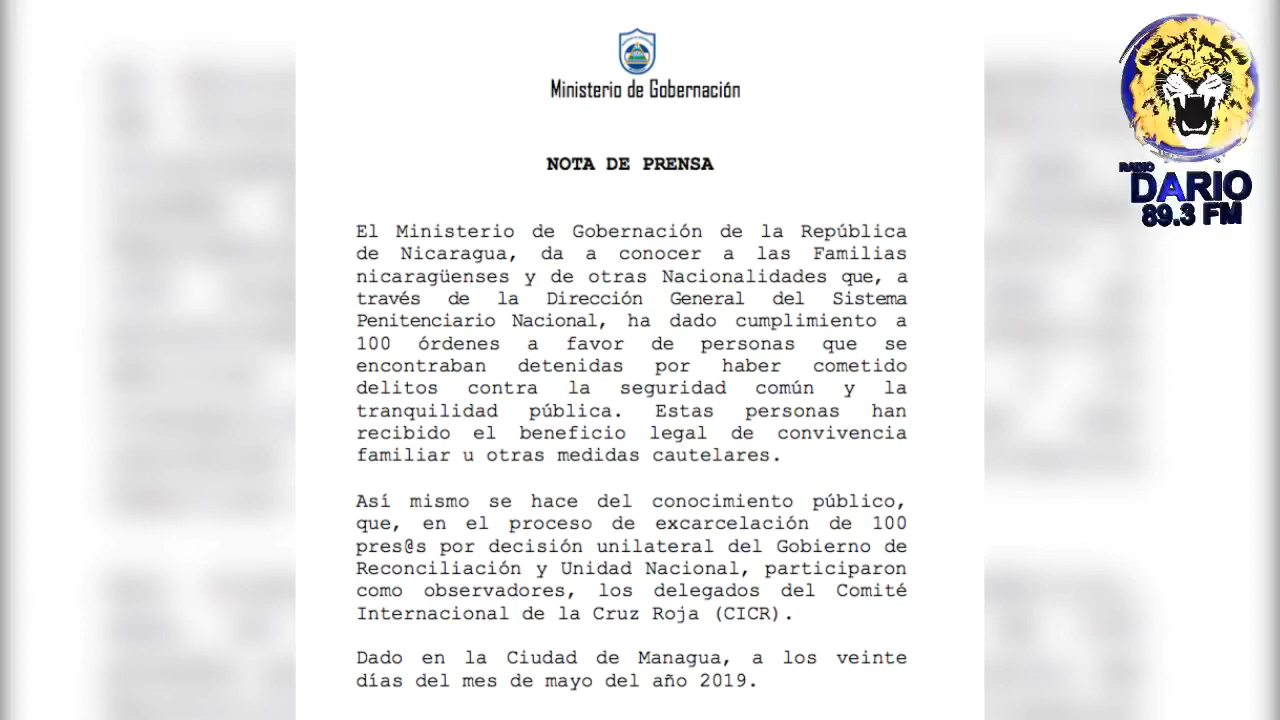 Ministerio de Gobernación
NOTA DE PRENSA
El Ministerio de Gobernación de la República
de Nicaragua, da a conocer a las Familias
nicaragüenses y de otras Nacionalidades que, a
través de la Dirección General del Sistema
Penitenciario Nacional, ha dado cumplimiento a
100 órdenes a favor de personas que se
encontraban detenidas por haber cometido
delitos contra la seguridad común y la
tranquilidad pública. Estas personas han
recibido el beneficio legal de convivencia
familiar u otras medidas cautelares.
Así mismo se hace del conocimiento público,
que, en el proceso de excarcelación de 100
pres@s por decisión unilateral del Gobierno de
Reconciliación y Unidad Nacional, participaron
como observadores, los delegados del Comité
Internacional de la Cruz Roja (CICR).
Dado en la Ciudad de Managua, a los veinte
días del mes de mayo del año 2019.
RADIO
DARIO
89.3 FM